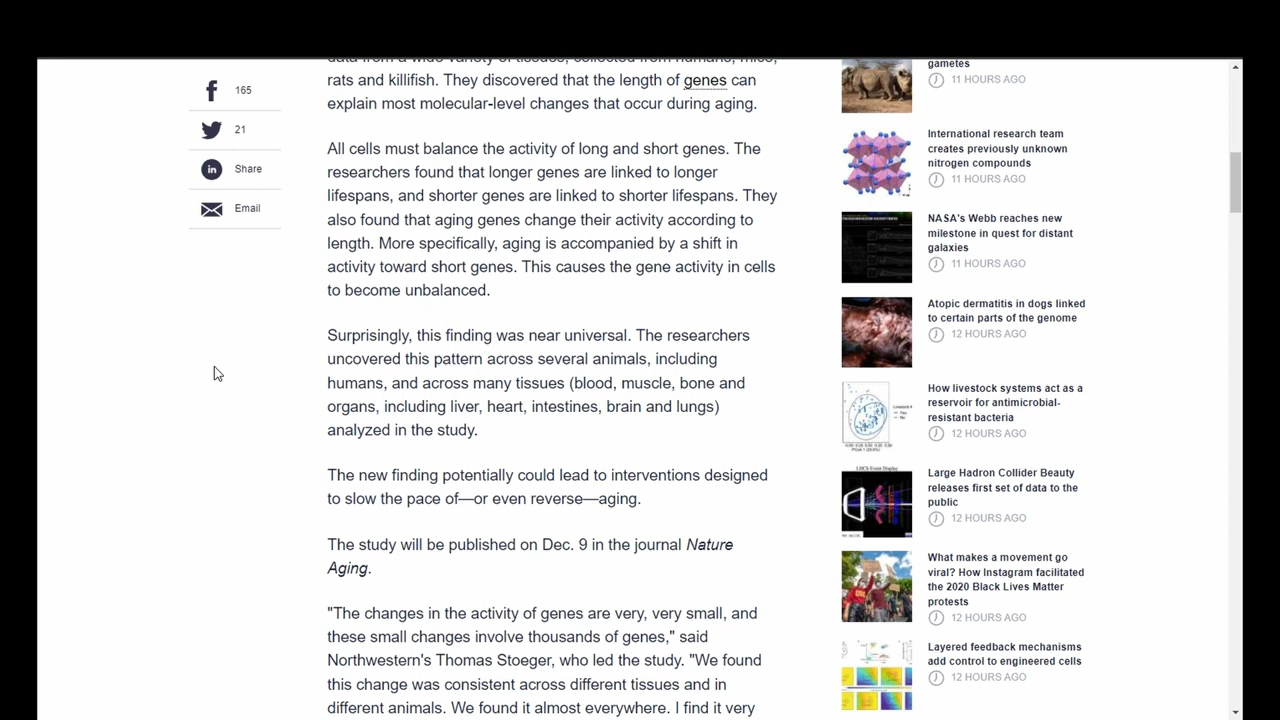 data from a wide variety of tissues, collected from humans, mice,
rats and killifish. They discovered that the length of genes can
explain most molecular-level changes that occur during aging.
All cells must balance the activity of long and short genes. The
researchers found that longer genes are linked to longer
lifespans, and shorter genes are linked to shorter lifespans. They
also found that aging genes change their activity according to
length. More specifically, aging is accompanied by a shift in
activity toward short genes. This causes the gene activity in cells
to become unbalanced.
Surprisingly, this finding was near universal. The researchers
uncovered this pattern across several animals, including
humans, and across many tissues (blood, muscle, bone and
organs, including liver, heart, intestines, brain and lungs)
analyzed in the study.
The new finding potentially could lead to interventions designed
to slow the pace of—or even reverse—aging.
The study will be published on Dec. 9 in the journal Nature
Aging.
"The changes in the activity of genes are very, very small, and
these small changes involve thousands of genes," said
Northwestern's Thomas Stoeger, who led the study. "We found
this change was consistent across different tissues and in
different animals. We found it almost everywhere. I find it very
165
21
Share
Email
gametes
11 HOURS AGO
International research team
creates previously unknown
nitrogen compounds
11 HOURS AGO
NASA's Webb reaches new
milestone in quest for distant
galaxies
11 HOURS AGO
Atopic dermatitis in dogs linked
to certain parts of the genome
12 HOURS AGO
How livestock systems act as a
reservoir for antimicrobial-
resistant bacteria
12 HOURS AGO
LHCb Event Display
Large Hadron Collider Beauty
releases first set of data to the
public
12 HOURS AGO
What makes a movement go
viral? How Instagram facilitated
the 2020 Black Lives Matter
protests
12 HOURS AGO
Layered feedback mechanisms
add control to engineered cells
12 HOURS AGO